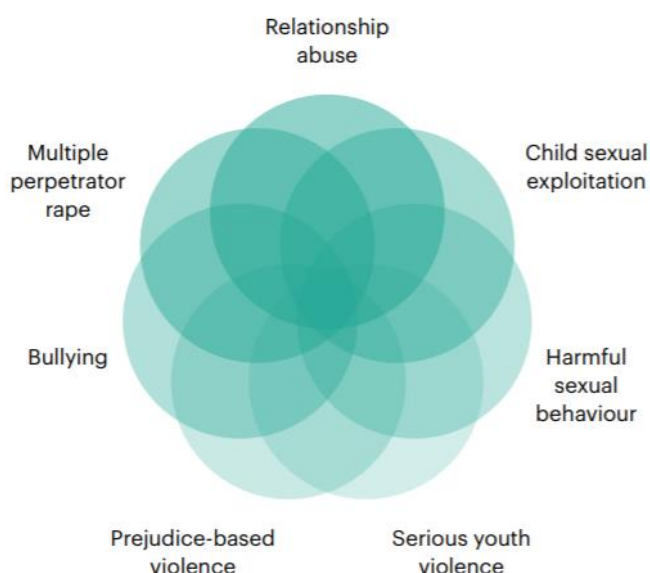 Relationship
abuse
Multiple
perpetrator
rape
Child sexual
exploitation
Bullying
Harmful
sexual
behaviour
Prejudice-based
violence
Serious youth
violence